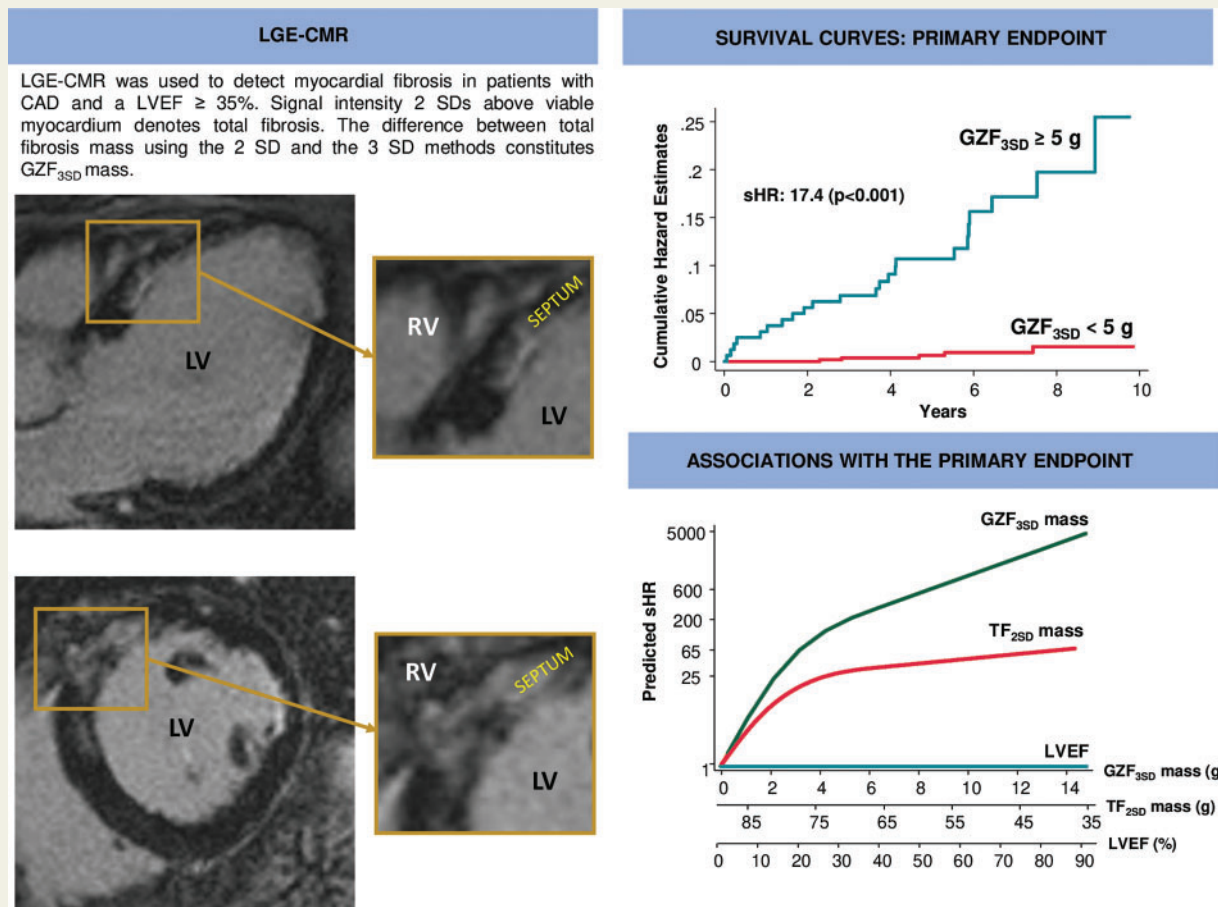 LGE-CMR
LGE-CMR was used to detect myocardial fibrosis in patients with
CAD and a LVEF ≥ 35%. Signal intensity 2 SDs above viable
myocardium denotes total fibrosis. The difference between total
fibrosis mass using the 2 SD and the 3 SD methods constitutes
GZF3SD mass.
LV
RV
SEPTUM
LV
LV
RV
SEPTUM
LV
SURVIVAL CURVES: PRIMARY ENDPOINT
Cumulative Hazard Estimates
.25
.2
.15
.1
.05
0
GZF3SD ≥ 5 g
sHR: 17.4 (p<0.001)
GZF3SD < 5 g
0 2 4 6 8 10
Years
ASSOCIATIONS WITH THE PRIMARY ENDPOINT
Predicted sHR
5000
600
200
65
25
1
GZF3SD mass
TF2SD mass
LVEF
0 2 4 6 8 10 12 14 GZF3SD mass (g
85 75 65 55 45 35 TF2SD mass (g)
LVEF (%)
0 10 20 30 40 50 60 70 80 90